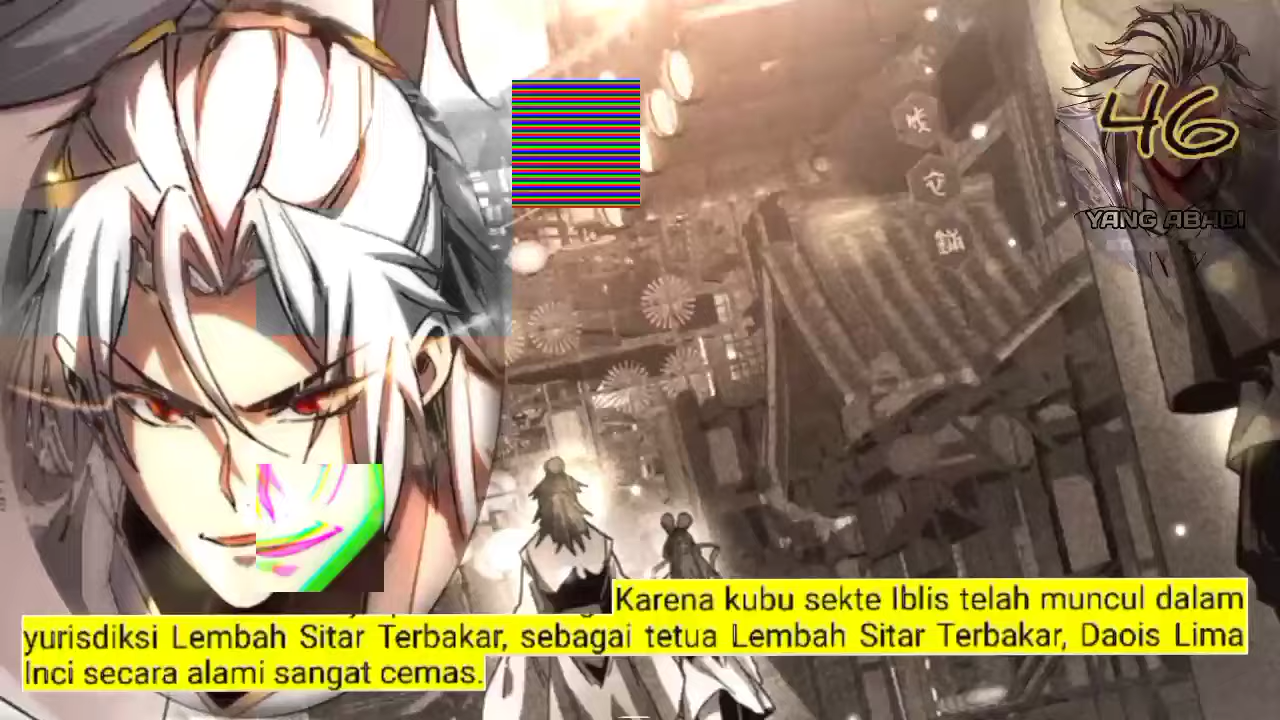 46
YANG ABADI
Karena kubu sekte Iblis telah muncul dalam
yurisdiksi Lembah Sitar Terbakar, sebagai tetua Lembah Sitar Terbakar, Daois Lima
Inci secara alami sangat cemas.